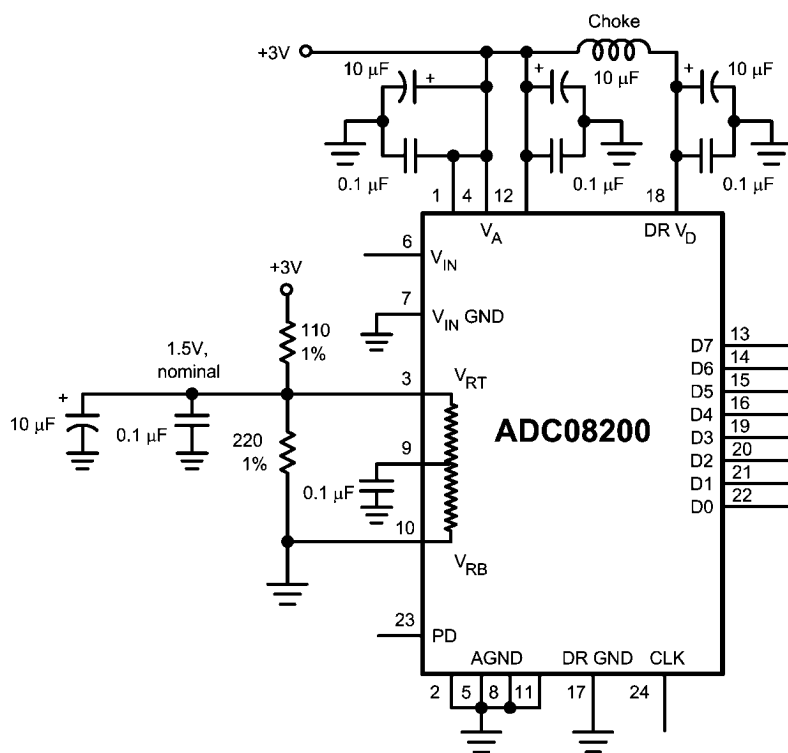 Choke
+3V
10 µF +
+ 10 µF
+ 10 µF
0.1 µF
0.1 µF
0.1 µF
1 4 12 18
V_A DR V_D
6 V_IN
7 V_IN GND
+3V
110
1%
1.5V,
nominal
3 V_RT
+
10 µF
0.1 µF
220
1%
9
0.1 µF
10
V_RB
ADC08200
D7 13
D6 14
D5 15
D4 16
D3 19
D2 20
D1 21
D0 22
23 PD
AGND DR GND CLK
2 5 8 11 17 24